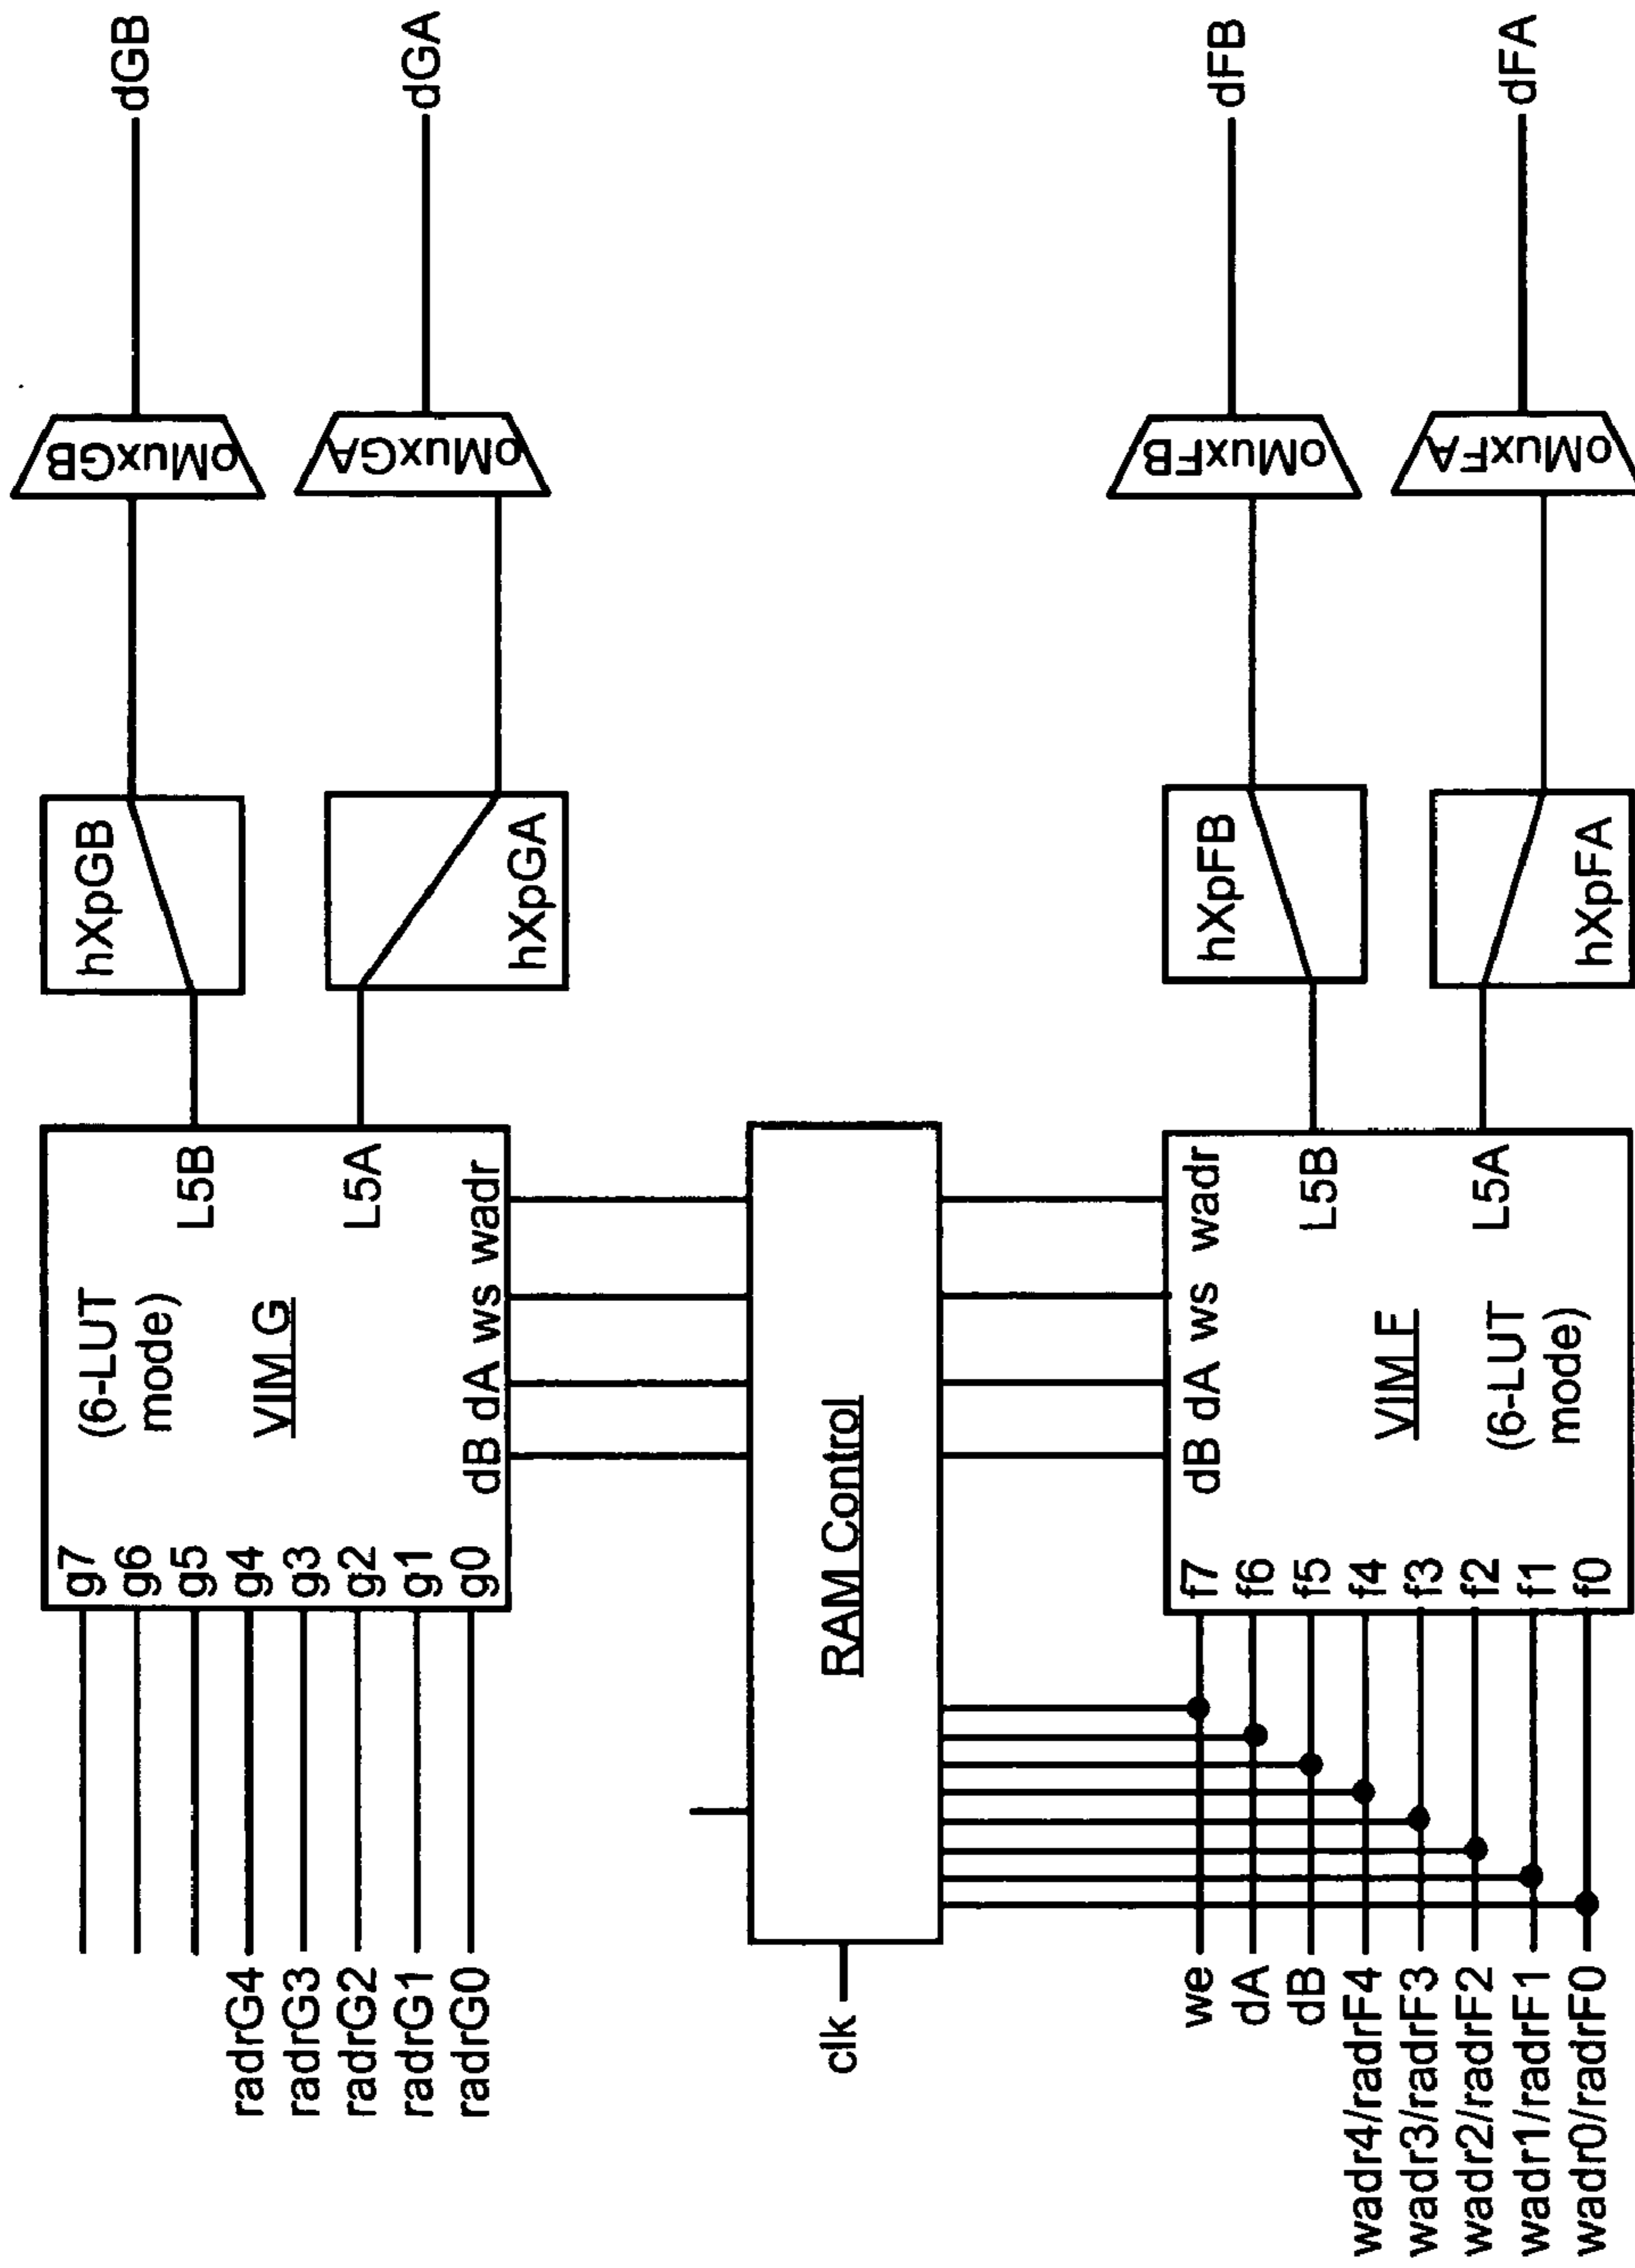 dGB
dGA
dFB
dFA
oMuxGB
oMuxGA
oMuxFB
oMuxFA
hXpGB
hXpGA
hXpFB
hXpFA
L5B
L5A
(6-LUT
mode)
VIM G
dB dA ws wadr
g7
g6
g5
g4
g3
g2
g1
g0
radrG4
radrG3
radrG2
radrG1
radrG0
RAM Control
clk
dB dA ws wadr
L5B
L5A
VIM F
(6-LUT
mode)
f7
f6
f5
f4
f3
f2
f1
f0
we
dA
dB
wadr4/radrF4
wadr3/radrF3
wadr2/radrF2
wadr1/radrF1
wadr0/radrF0